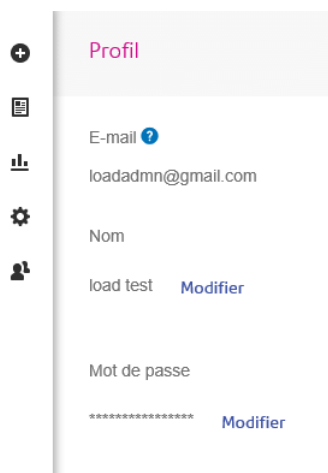 Profil
E-mail ?
loadadmn@gmail.com
Nom
load test Modifier
Mot de passe
**************** Modifier